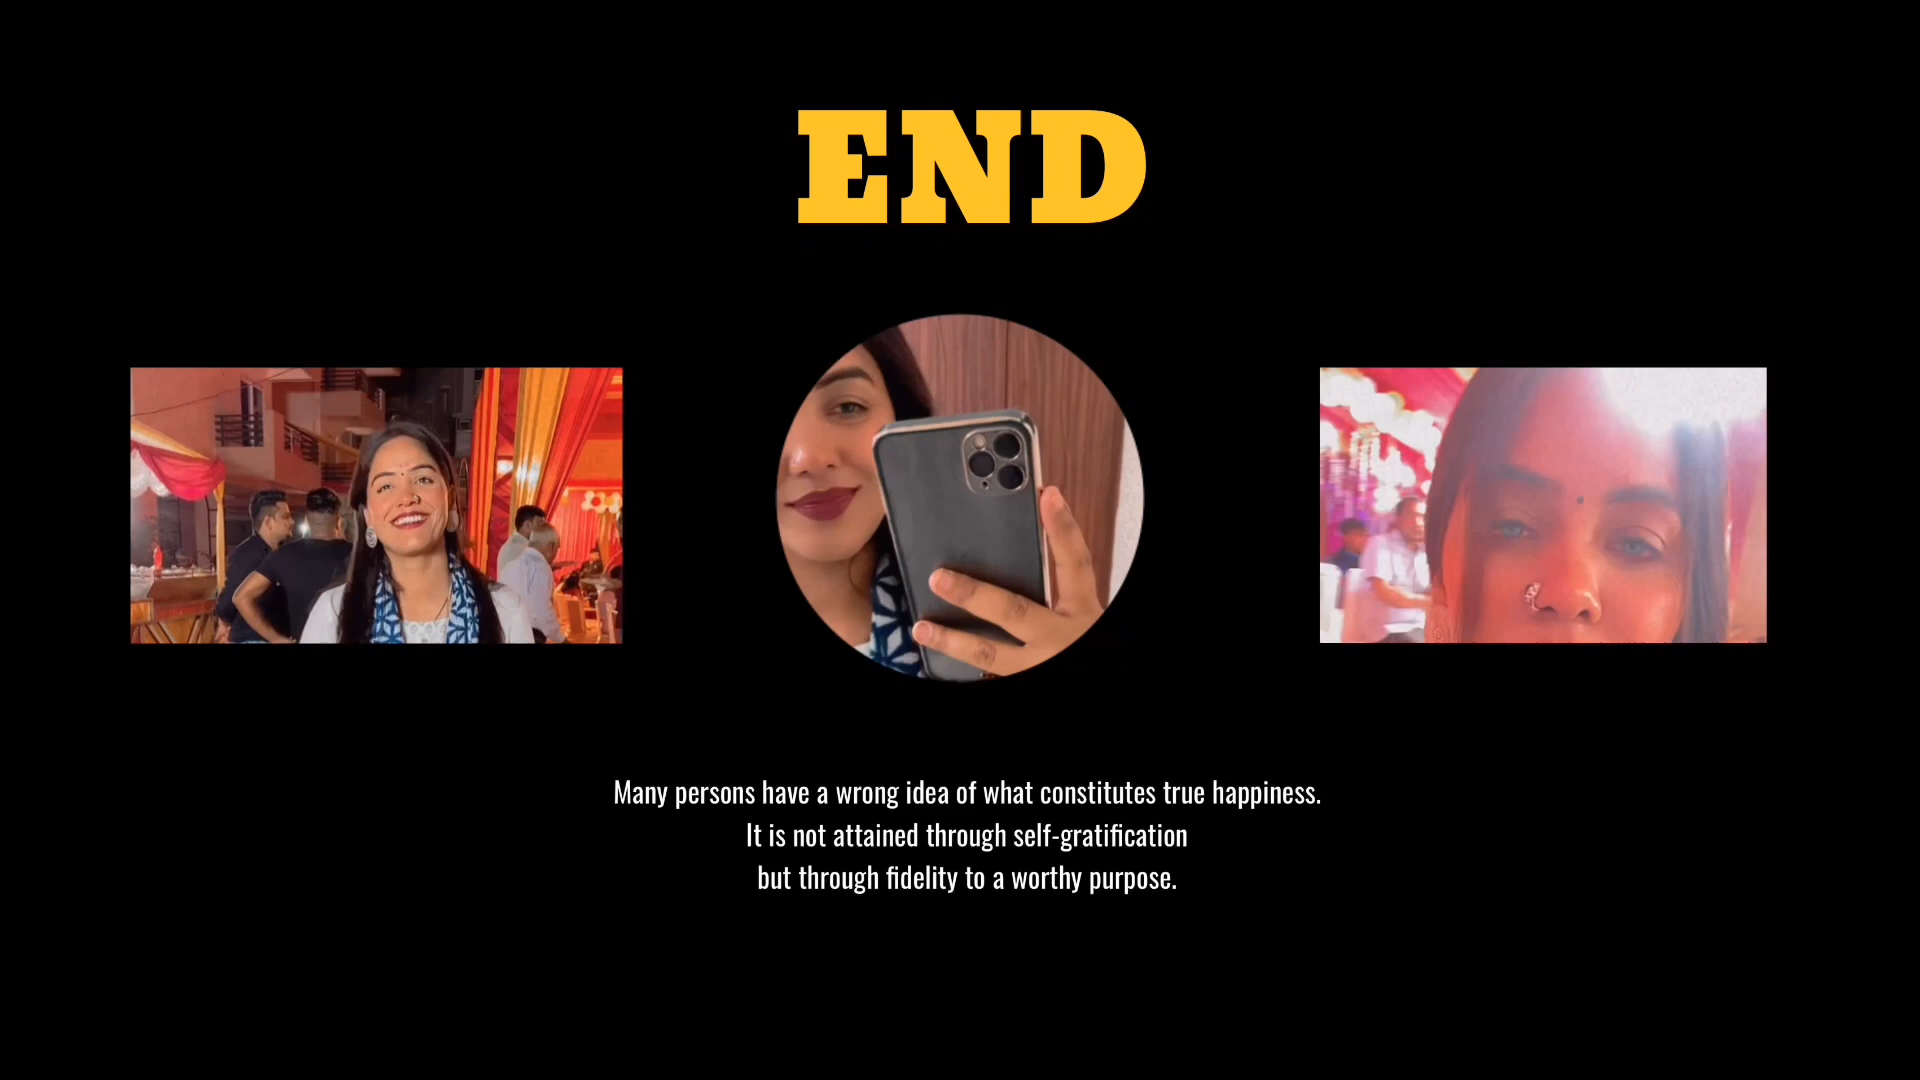 END
Many persons have a wrong idea of what constitutes true happiness.
It is not attained through self-gratification
but through fidelity to a worthy purpose.